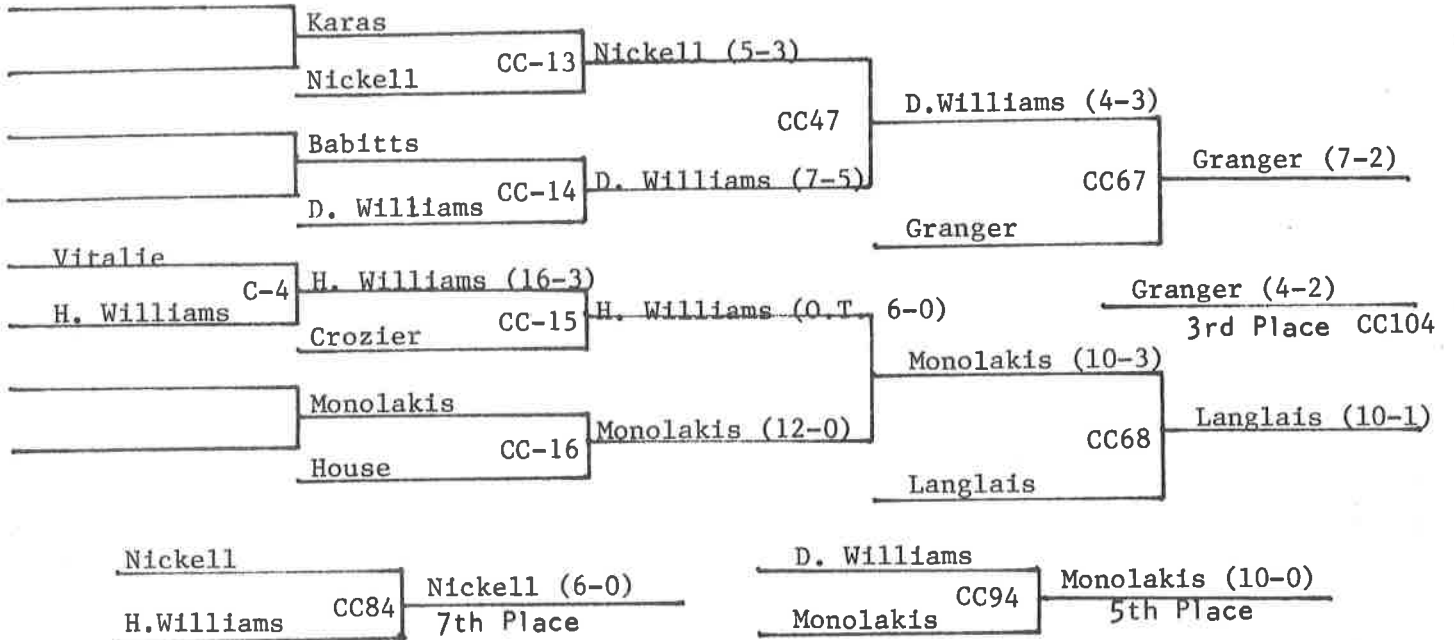 Karas
CC-13
Nickell (5-3)
Nickell
D.Williams (4-3)
CC47
Babitts
Granger (7-2)
CC-14
D. Williams (7-5)
CC67
D. Williams
Granger
Vitalie
C-4
H. Williams (16-3)
H. Williams
Granger (4-2)
CC-15
H. Williams (O.T. 6-0)
3rd Place CC104
Crozier
Monolakis (10-3)
Monolakis
Langlais (10-1)
Monolakis (12-0)
CC68
CC-16
House
Langlais
Nickell
D. Williams
CC84
Nickell (6-0)
CC94
Monolakis (10-0)
H.Williams
7th Place
Monolakis
5th Place